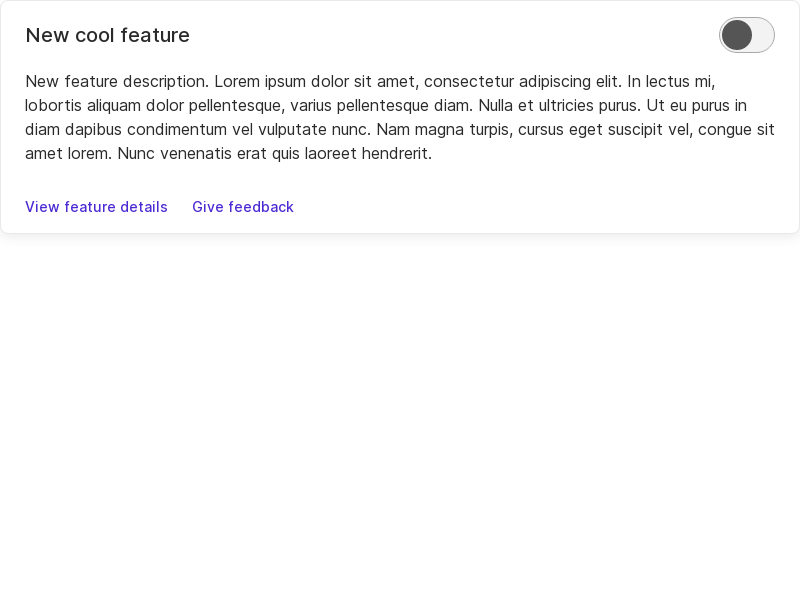 New cool feature
New feature description. Lorem ipsum dolor sit amet, consectetur adipiscing elit. In lectus mi,
lobortis aliquam dolor pellentesque, varius pellentesque diam. Nulla et ultricies purus. Ut eu purus in
diam dapibus condimentum vel vulputate nunc. Nam magna turpis, cursus eget suscipit vel, congue sit
amet lorem. Nunc venenatis erat quis laoreet hendrerit.
View feature details Give feedback